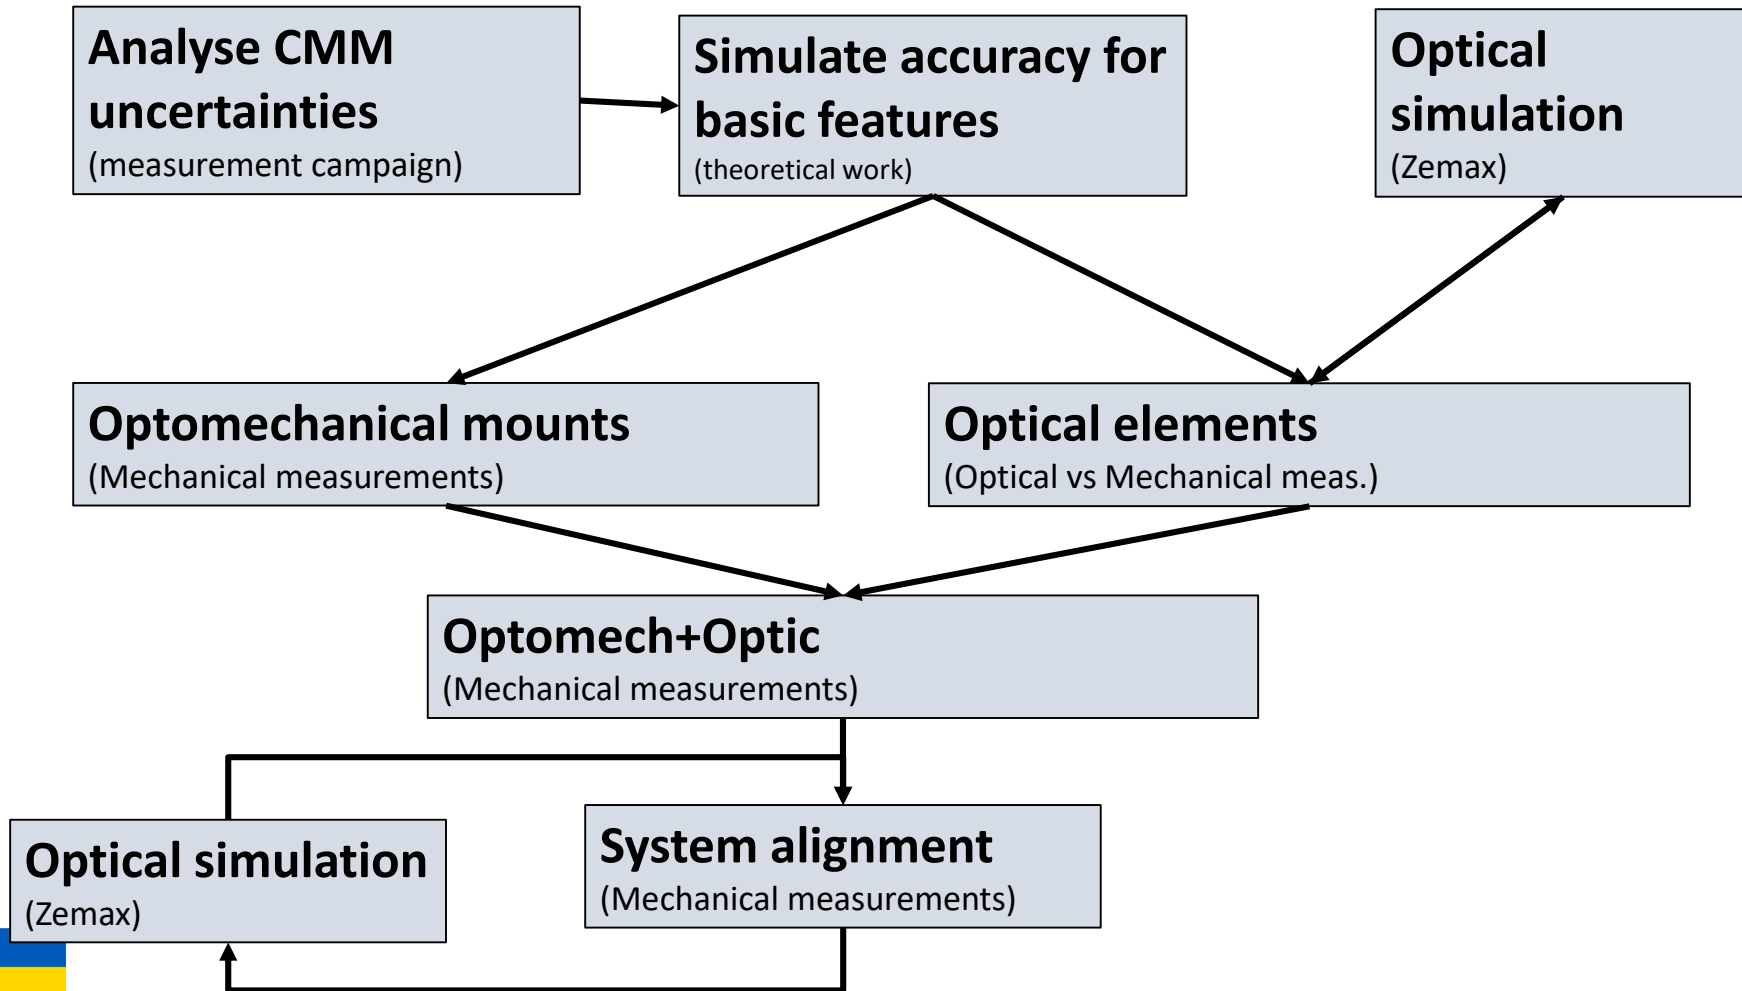 Analyse CMM
uncertainties
(measurement campaign)
Simulate accuracy for
basic features
(theoretical work)
Optical
simulation
(Zemax)
Optomechanical mounts
(Mechanical measurements)
Optical elements
(Optical vs Mechanical meas.)
Optomech+Optic
(Mechanical measurements)
Optical simulation
(Zemax)
System alignment
(Mechanical measurements)